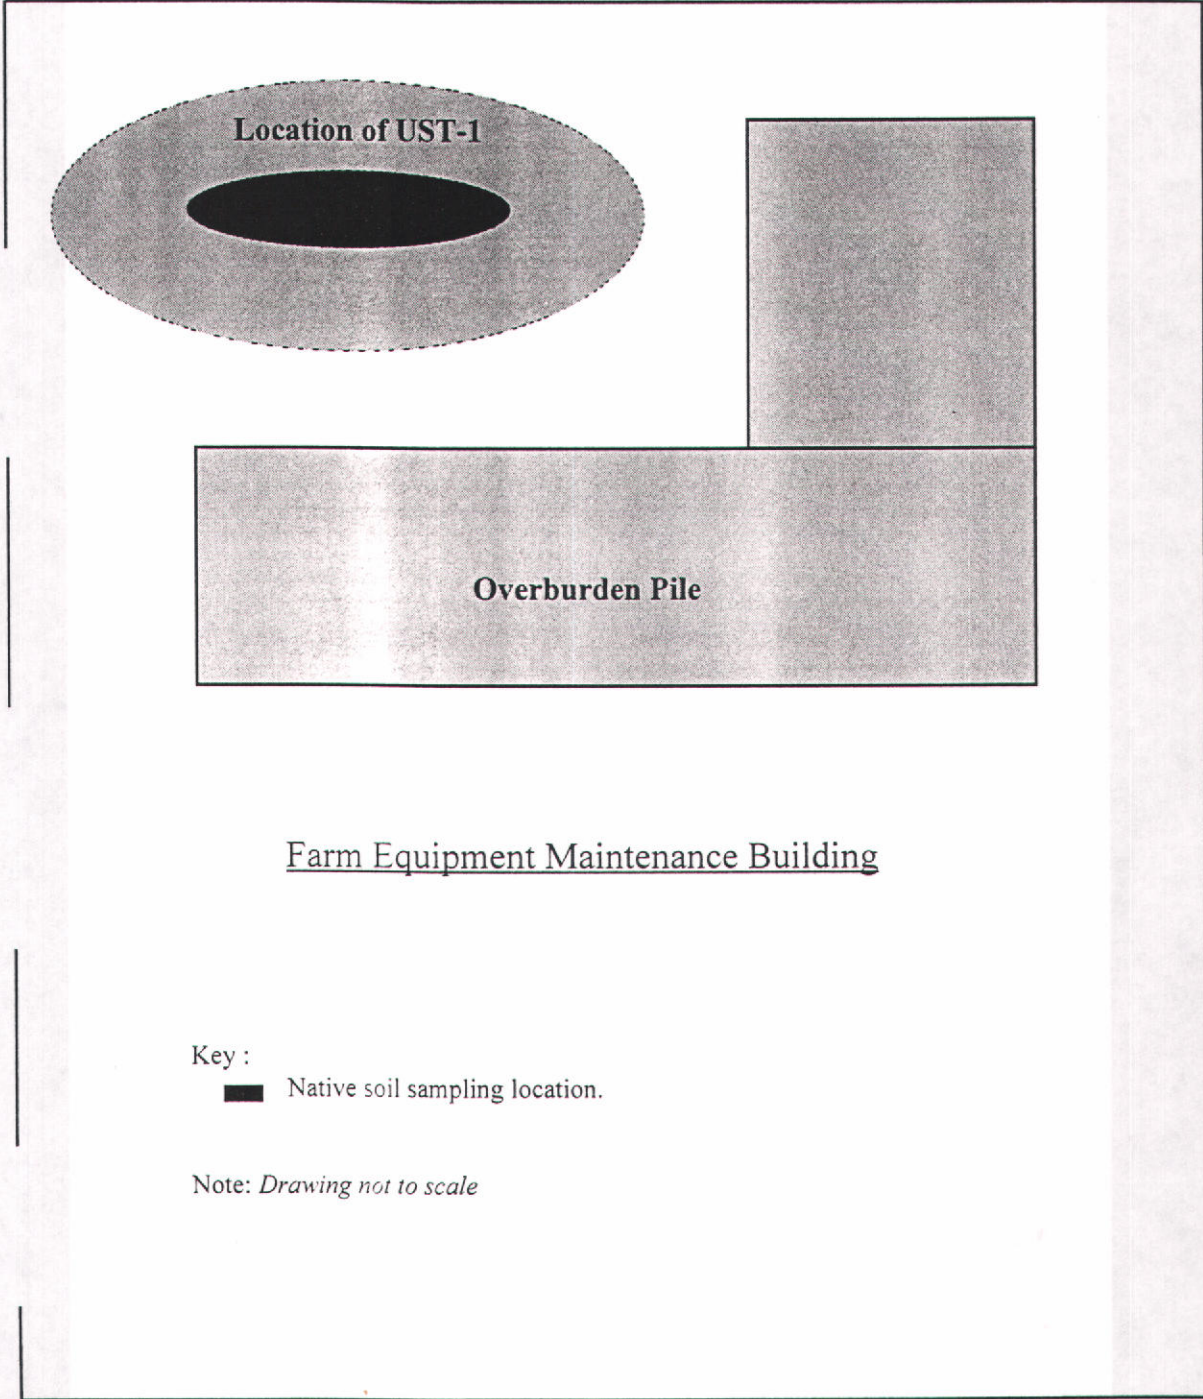 Location of UST-1
Overburden Pile
Farm Equipment Maintenance Building
Key :
Native soil sampling location.
Note: Drawing not to scale